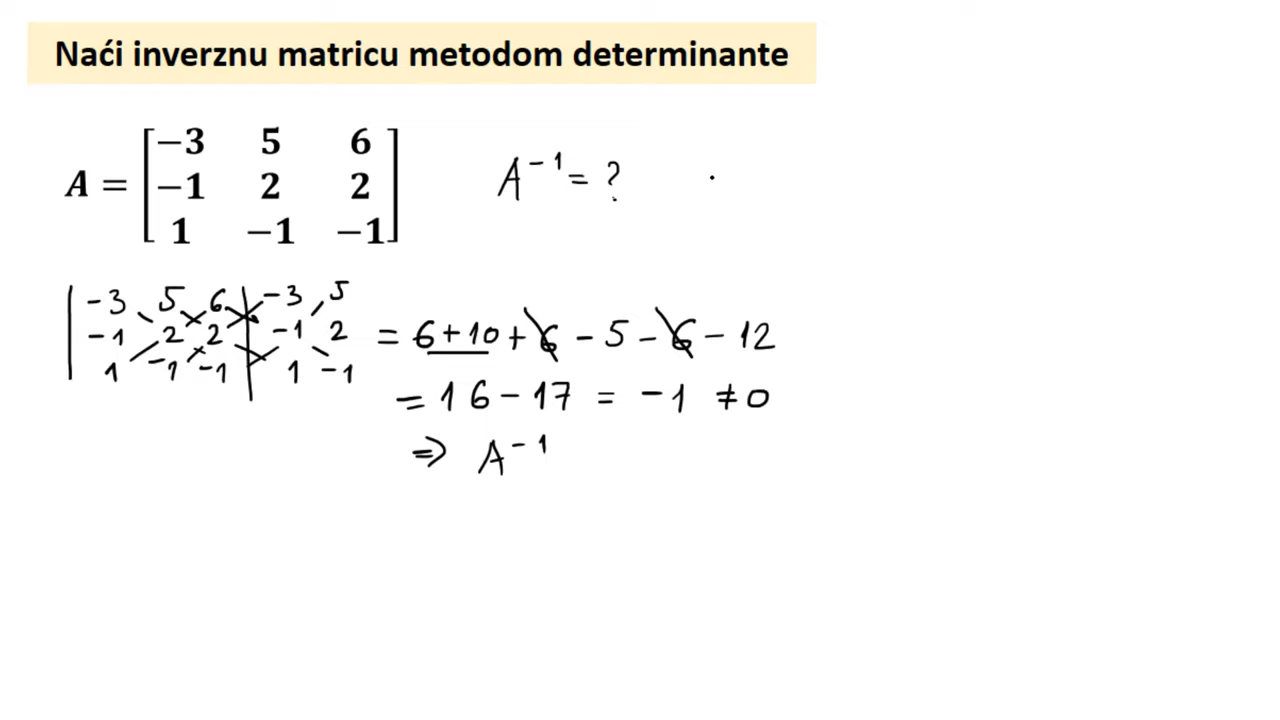 Naći inverznu matricu metodom determinante
A = [ −3 5 6
−1 2 2
1 −1 −1 ]
A⁻¹ = ?
| −3 5 6 | −3 5
−1 2 2 | −1 2
1 −1 −1 | 1 −1
= 6 + 10 + 6 − 5 − 6 − 12
= 16 − 17 = −1 ≠ 0
⇒ A⁻¹